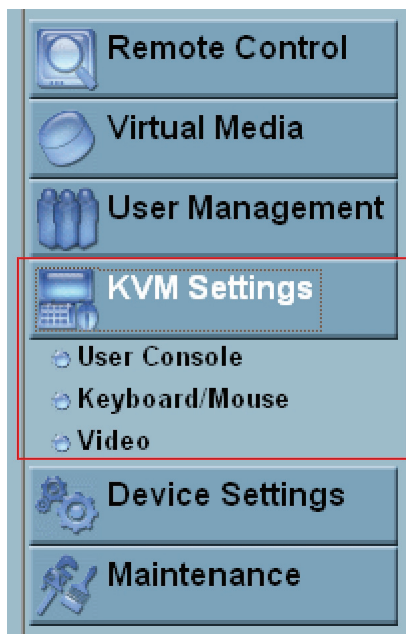 Remote Control
Virtual Media
User Management
KVM Settings
User Console
Keyboard/Mouse
Video
Device Settings
Maintenance